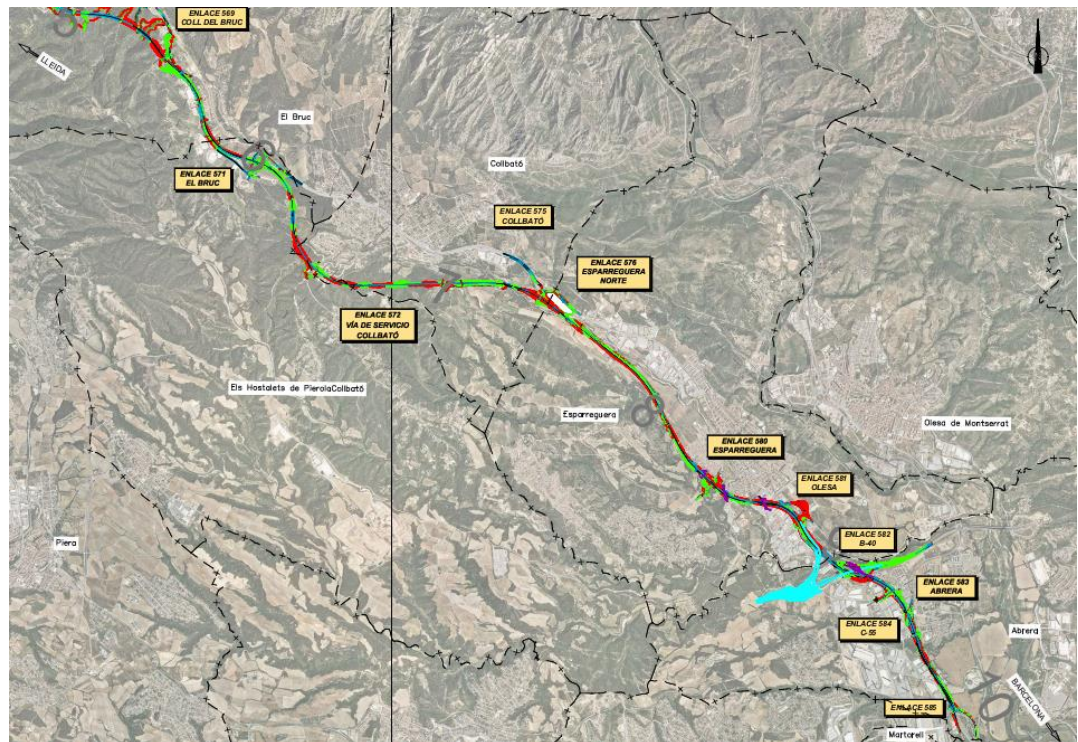 ENLACE 569
COLL DEL BRUC
LLEIDA
El Bruc
ENLACE 571
EL BRUC
Collbató
ENLACE 575
COLLBATÓ
ENLACE 576
ESPARREGUERA
NORTE
ENLACE 572
VÍA DE SERVICIO
COLLBATÓ
Els Hostalets de PierolaCollbató
Esparreguera
Olesa de Montserrat
ENLACE 580
ESPARREGUERA
ENLACE 581
OLESA
Piera
ENLACE 582
B-40
ENLACE 583
ABRERA
ENLACE 584
C-55
Abrera
BARCELONA
ENLACE 585
Martorell